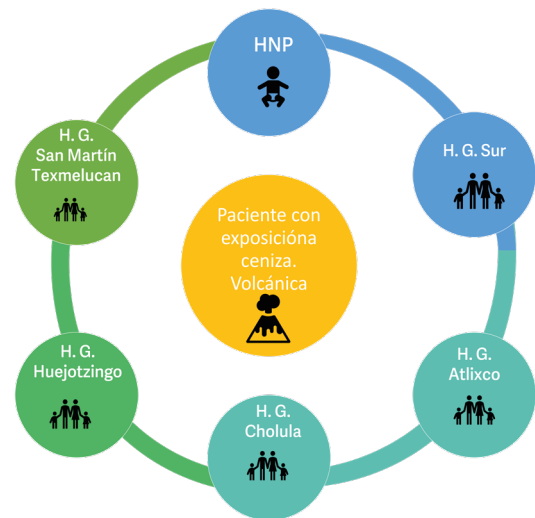 HNP
H. G. Sur
H. G.
Atlixco
H. G.
Cholula
H. G.
Huejotzingo
H. G.
San Martín
Texmelucan
Paciente con
exposicióna
ceniza.
Volcánica